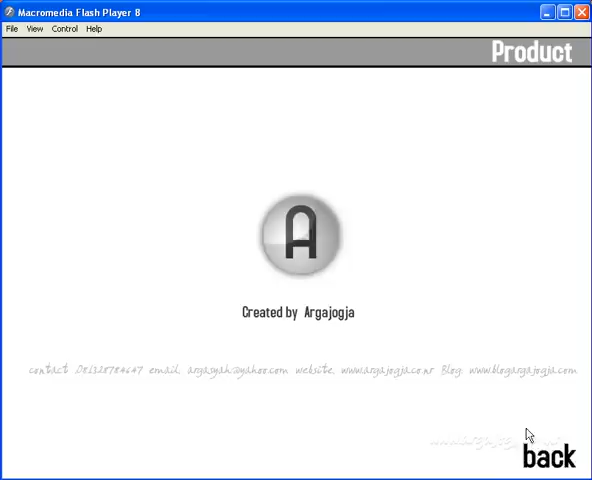 Macromedia Flash Player 8
File View Control Help
Product
A
Created by Argajogja
contact 081328784647 email. argasyah@yahoo.com website. www.argajogja.co.nr Blog: www.blogargajogja.com
back